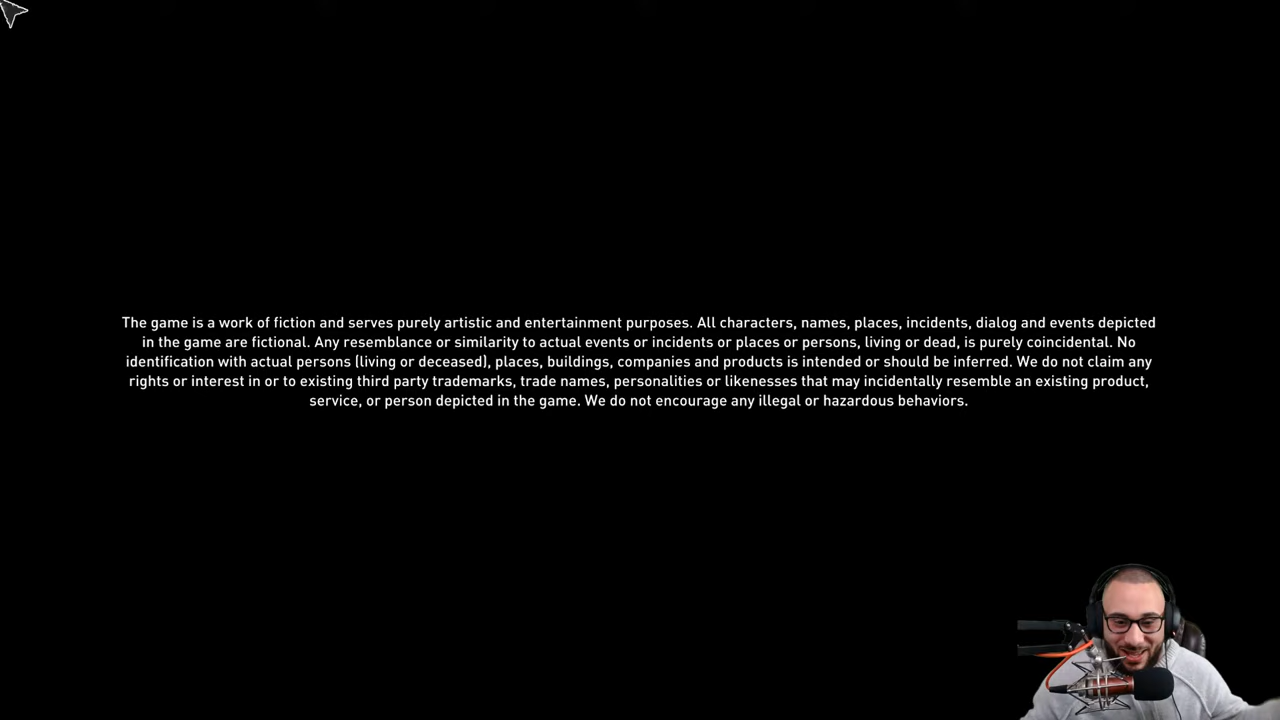 The game is a work of fiction and serves purely artistic and entertainment purposes. All characters, names, places, incidents, dialog and events depicted
in the game are fictional. Any resemblance or similarity to actual events or incidents or places or persons, living or dead, is purely coincidental. No
identification with actual persons (living or deceased), places, buildings, companies and products is intended or should be inferred. We do not claim any
rights or interest in or to existing third party trademarks, trade names, personalities or likenesses that may incidentally resemble an existing product,
service, or person depicted in the game. We do not encourage any illegal or hazardous behaviors.